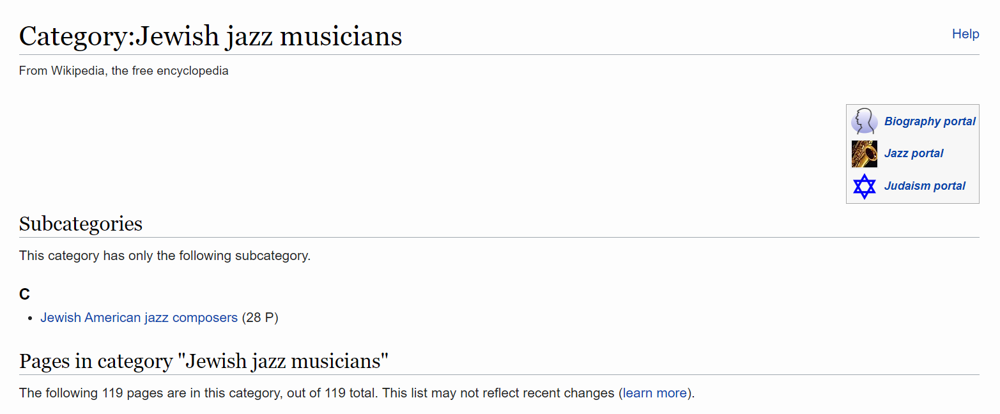 Category:Jewish jazz musicians
Help
From Wikipedia, the free encyclopedia
Biography portal
Jazz portal
Judaism portal
Subcategories
This category has only the following subcategory.
C
• Jewish American jazz composers (28 P)
Pages in category "Jewish jazz musicians"
The following 119 pages are in this category, out of 119 total. This list may not reflect recent changes (learn more).